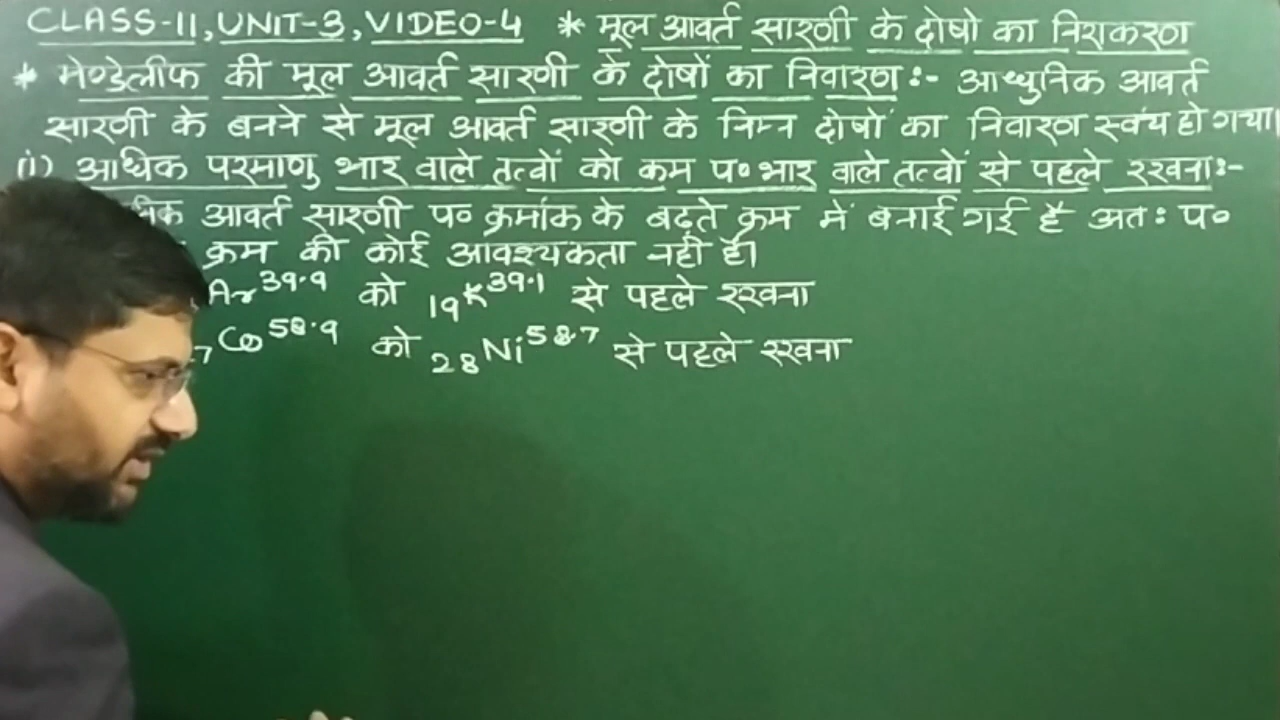 CLASS-11, UNIT-3, VIDEO-4 * मूल आवर्त सारणी के दोषो का निराकरण
* मेण्डेलीफ की मूल आवर्त सारणी के दोषों का निवारण :- आधुनिक आवर्त
सारणी के बनने से मूल आवर्त सारणी के निम्न दोषों का निवारण स्वंय हो गया।
(i) अधिक परमाणु भार वाले तत्वों को कम प० भार वाले तत्वों से पहले रखना:-
आवर्त सारणी प० क्रमांक के बढ़ते क्रम मे बनाई गई है अतः प०
क्रम की कोई आवश्यकता नही है।
Ar³⁹·⁹ को ₁₉K³⁹·¹ से पहले रखना
₇Co⁵⁸·⁹ को ₂₈Ni⁵⁸·⁷ से पहले रखना